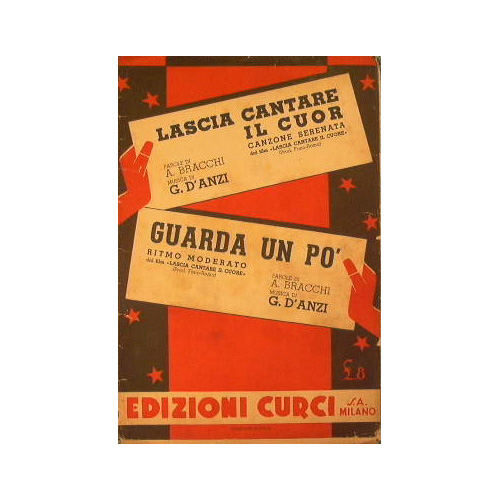 LASCIA CANTARE
IL CUOR
CANZONE SERENATA
dal film «LASCIA CANTARE IL CUORE»
PAROLE DI
A. BRACCHI
MUSICA DI
G. D'ANZI
GUARDA UN PO'
RITMO MODERATO
dal film «LASCIA CANTARE IL CUORE»
PAROLE DI
A. BRACCHI
MUSICA DI
G. D'ANZI
£8
EDIZIONI CURCI S.A.
MILANO